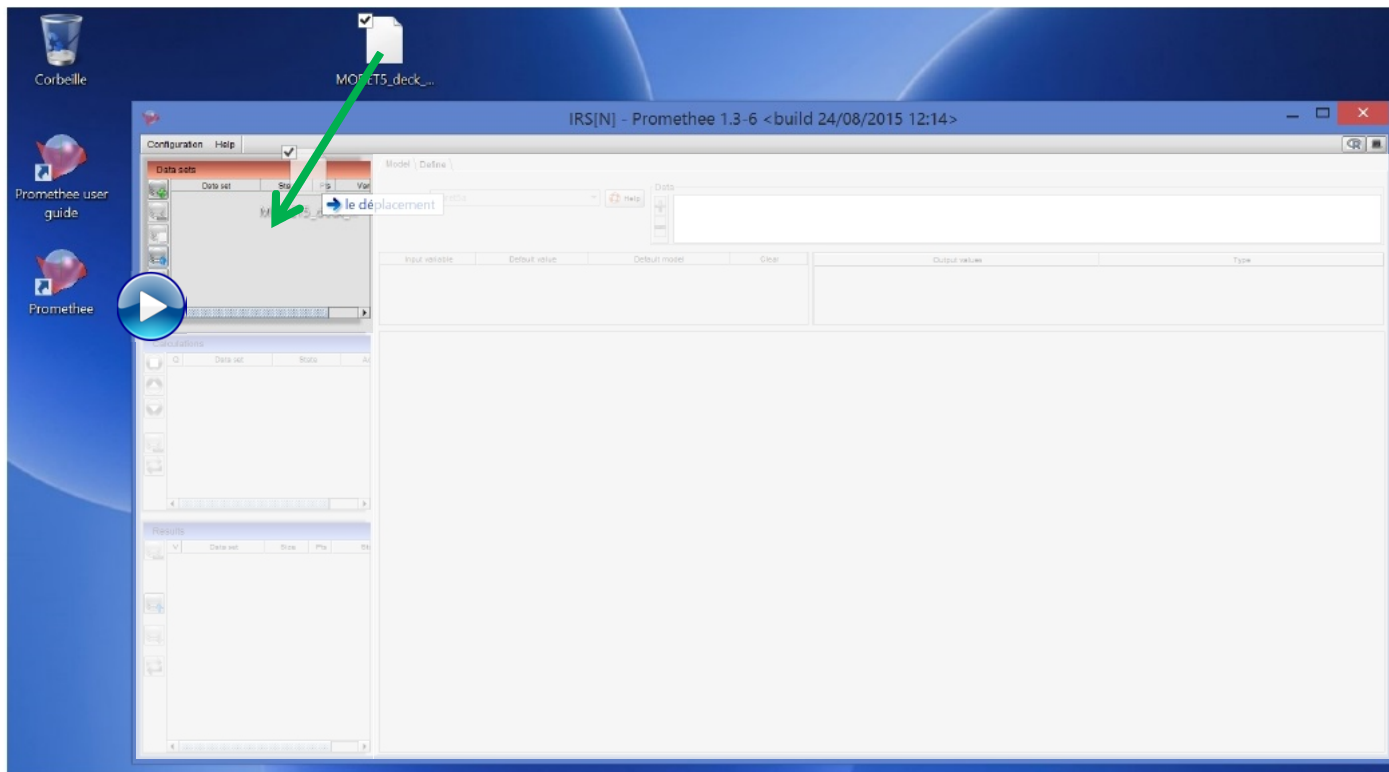 Corbeille
MORET5_deck_...
IRS[N] - Promethee 1.3-6 <build 24/08/2015 12:14>
Configuration Help
Promethee user
guide
Promethee
Data sets
Data set Pts
le déplacement
Model Define
Help
Data
Input variable Default value Default model Clear Output values Type
Calculations
Q Data set State
Results
V Data set Size Pts